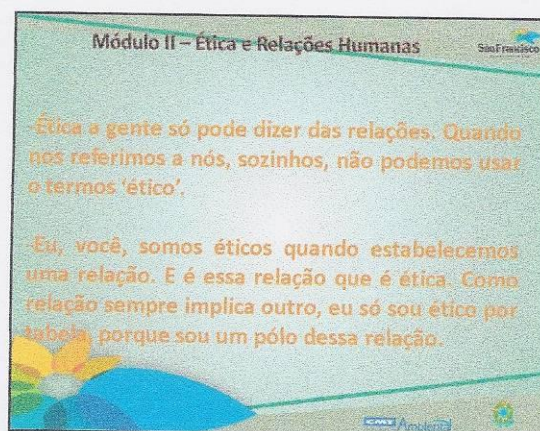 Módulo II – Ética e Relações Humanas
São Francisco
-Ética a gente só pode dizer das relações. Quando
nos referimos a nós, sozinhos, não podemos usar
o termos 'ético'.
-Eu, você, somos éticos quando estabelecemos
uma relação. E é essa relação que é ética. Como
relação sempre implica outro, eu só sou ético por
tabela, porque sou um pólo dessa relação.
CMT Ambiental